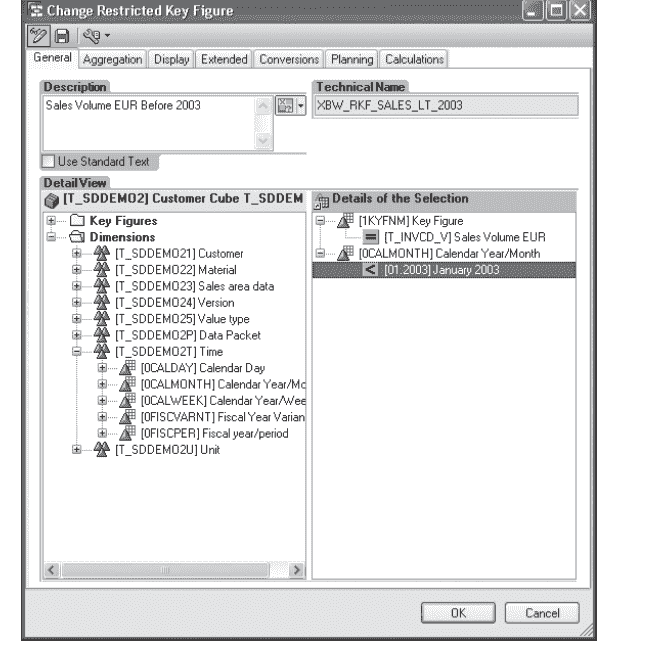 Change Restricted Key Figure
General Aggregation Display Extended Conversions Planning Calculations
Description
Sales Volume EUR Before 2003
Technical Name
XBW_RKF_SALES_LT_2003
Use Standard Text
Detail View
[T_SDDEMO2] Customer Cube T_SDDEM
Key Figures
Dimensions
[T_SDDEMO21] Customer
[T_SDDEMO22] Material
[T_SDDEMO23] Sales area data
[T_SDDEMO24] Version
[T_SDDEMO25] Value type
[T_SDDEMO2P] Data Packet
[T_SDDEMO2T] Time
[0CALDAY] Calendar Day
[0CALMONTH] Calendar Year/Mo
[0CALWEEK] Calendar Year/Wee
[0FISCVARNT] Fiscal Year Varian
[0FISCPER] Fiscal year/period
[T_SDDEMO2U] Unit
Details of the Selection
[1KYFNM] Key Figure
= [T_INVCD_V] Sales Volume EUR
[0CALMONTH] Calendar Year/Month
< [01.2003] January 2003
OK Cancel